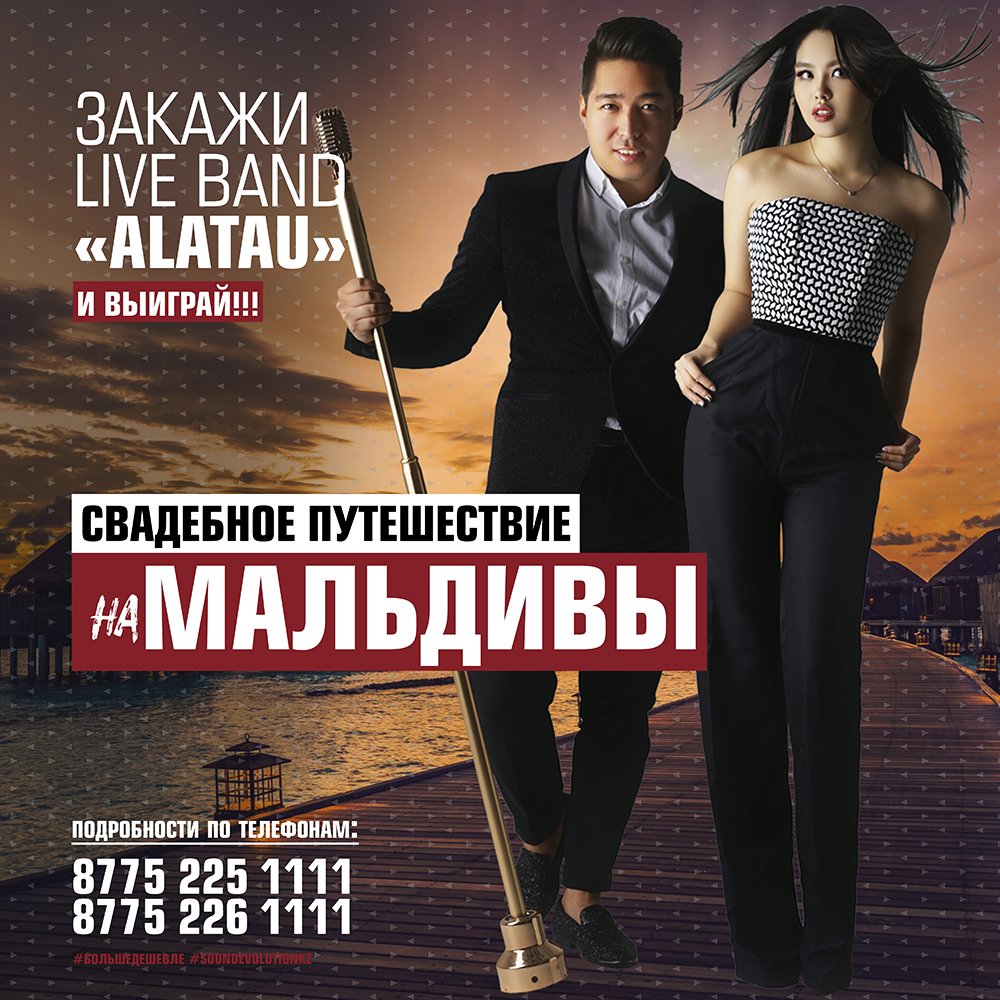 ЗАКАЖИ
LIVE BAND
«ALATAU»
И ВЫИГРАЙ!!!
СВАДЕБНОЕ ПУТЕШЕСТВИЕ
НА МАЛЬДИВЫ
ПОДРОБНОСТИ ПО ТЕЛЕФОНАМ:
8775 225 1111
8775 226 1111
#БОЛЬШЕДЕШЕВЛЕ #SOUNDEVOLUTIONKZ